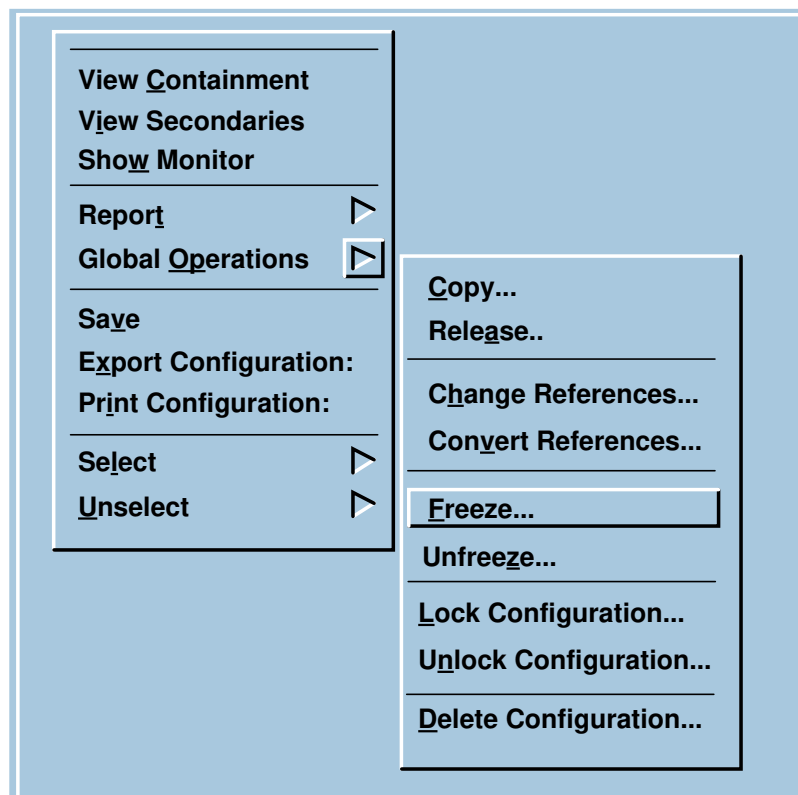 View Containment
View Secondaries
Show Monitor
Report
Global Operations
Save
Export Configuration:
Print Configuration:
Select
Unselect
Copy...
Release..
Change References...
Convert References...
Freeze...
Unfreeze...
Lock Configuration...
Unlock Configuration...
Delete Configuration...